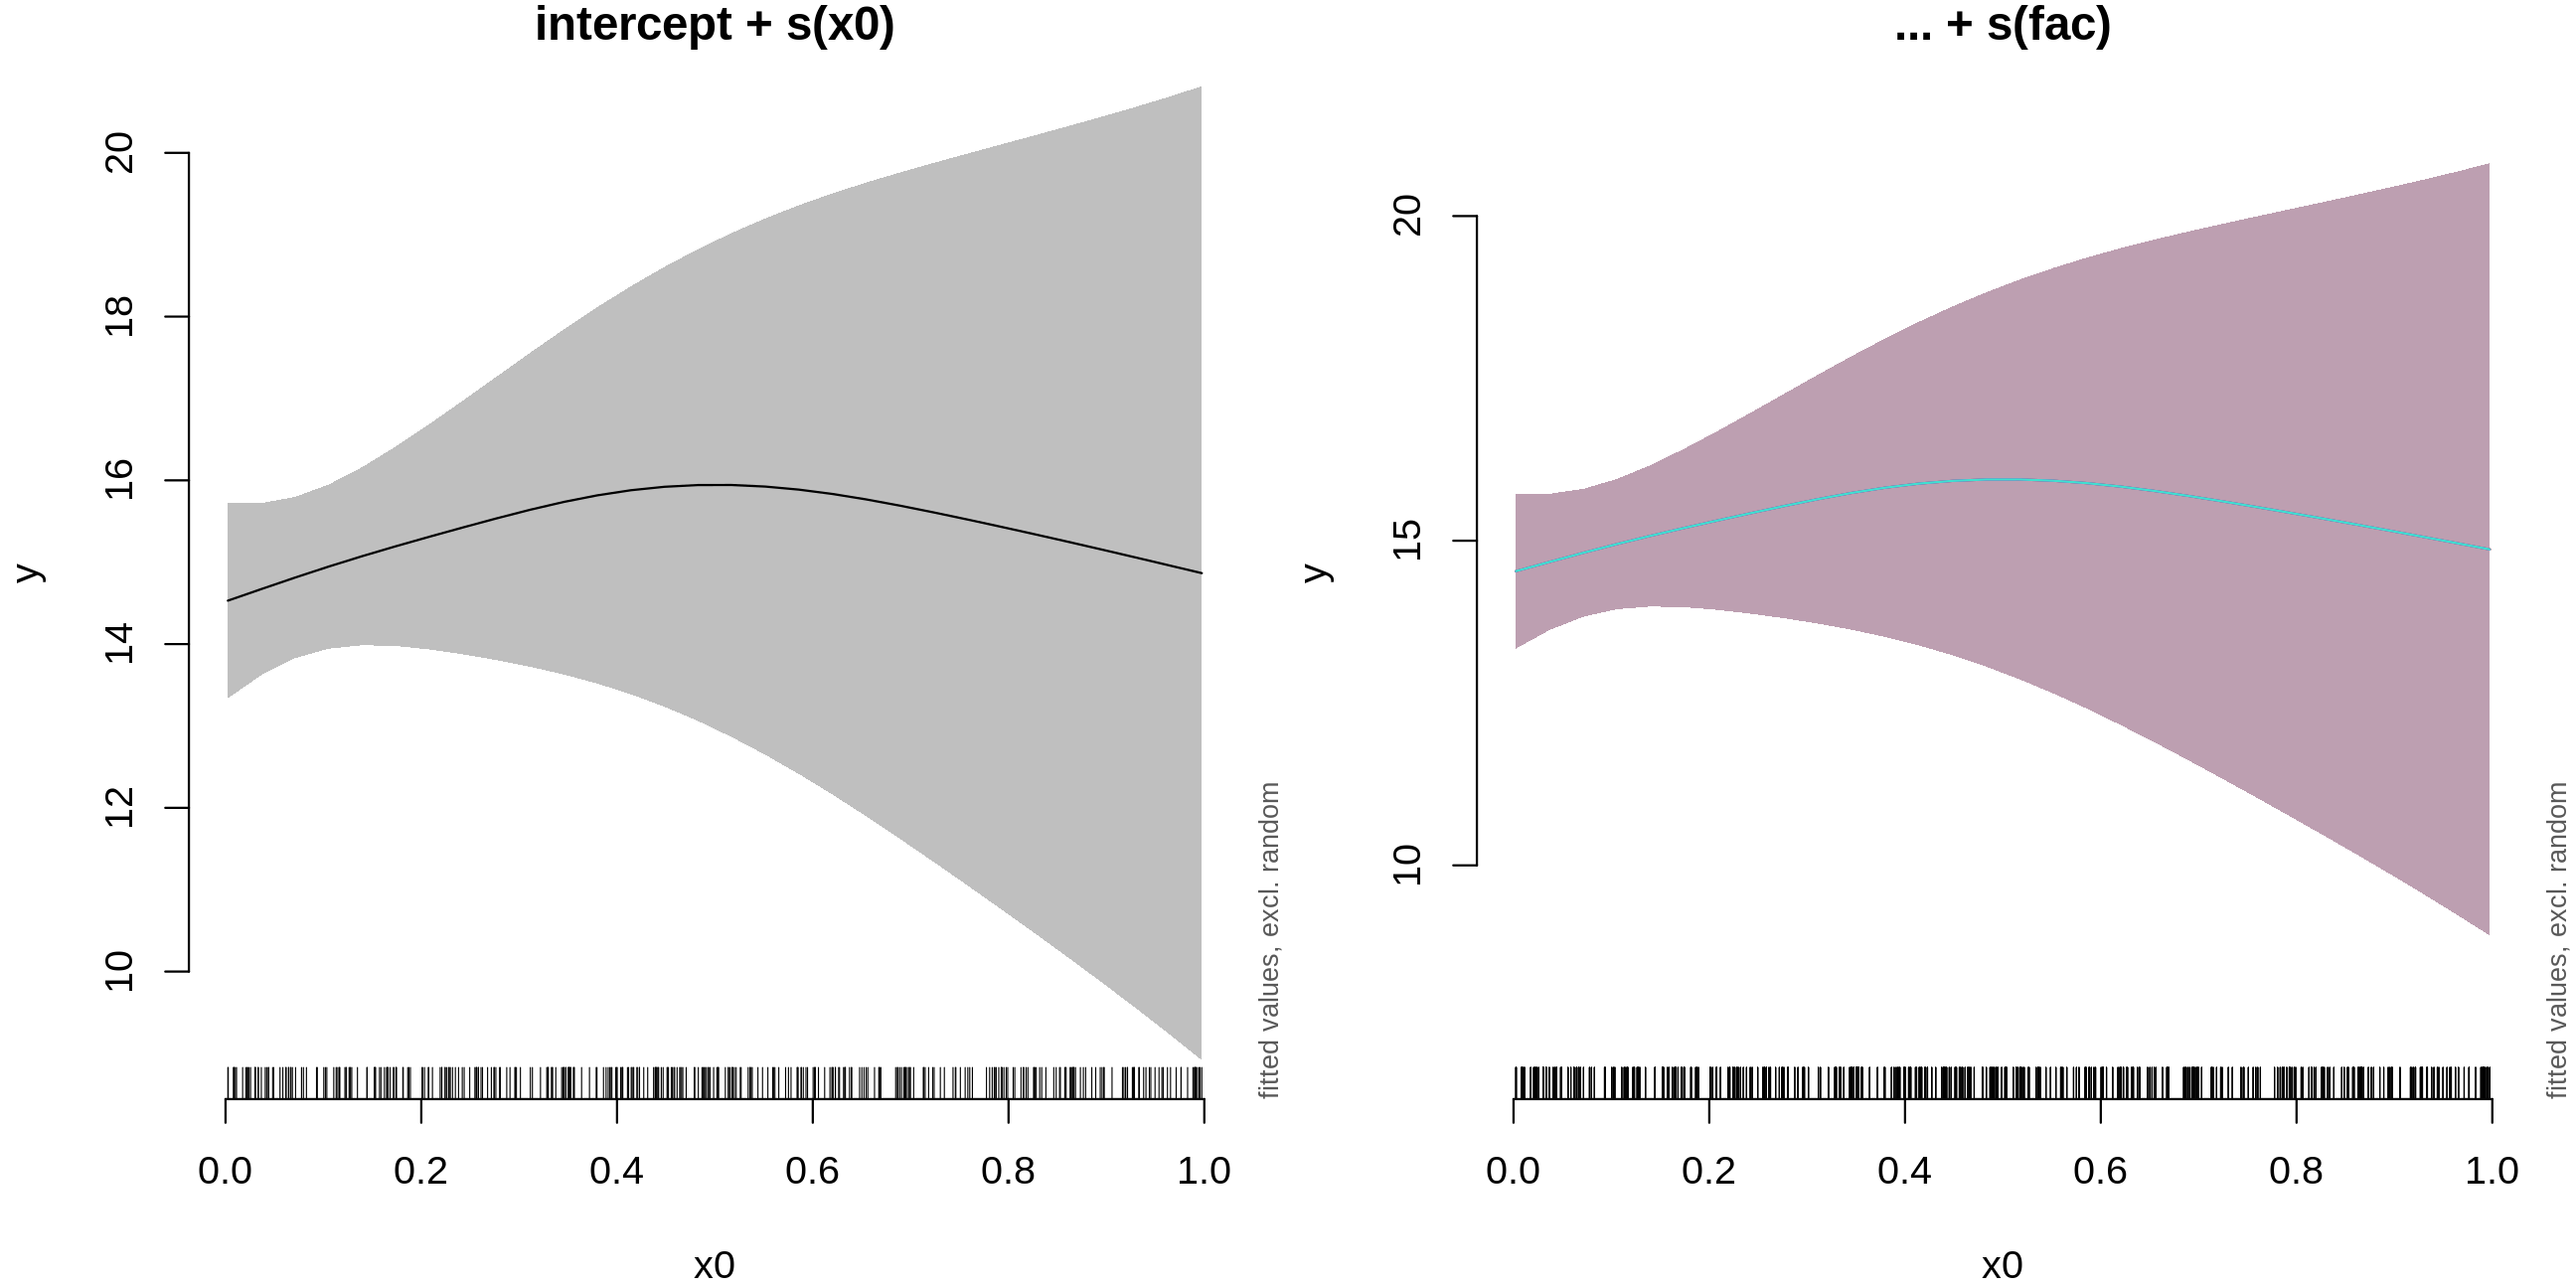 intercept + s(x0)
y
20
18
16
14
12
10
0.0 0.2 0.4 0.6 0.8 1.0
x0
fitted values, excl. random
... + s(fac)
y
20
15
10
0.0 0.2 0.4 0.6 0.8 1.0
x0
fitted values, excl. random